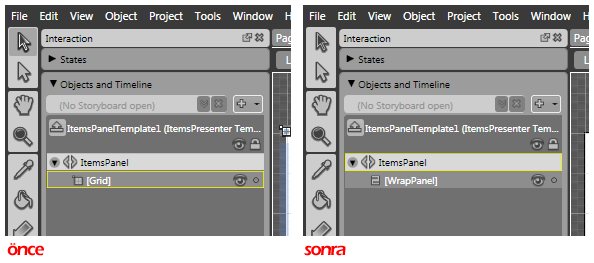 File Edit View Object Project Tools Window H
Interaction
Pag
States
L
Objects and Timeline
(No Storyboard open)
ItemsPanelTemplate1 (ItemsPresenter Tem...
ItemsPanel
[Grid]
önce
File Edit View Object Project Tools Window H
Interaction
Pa
States
L
Objects and Timeline
(No Storyboard open)
ItemsPanelTemplate1 (ItemsPresenter Tem...
ItemsPanel
[WrapPanel]
sonra